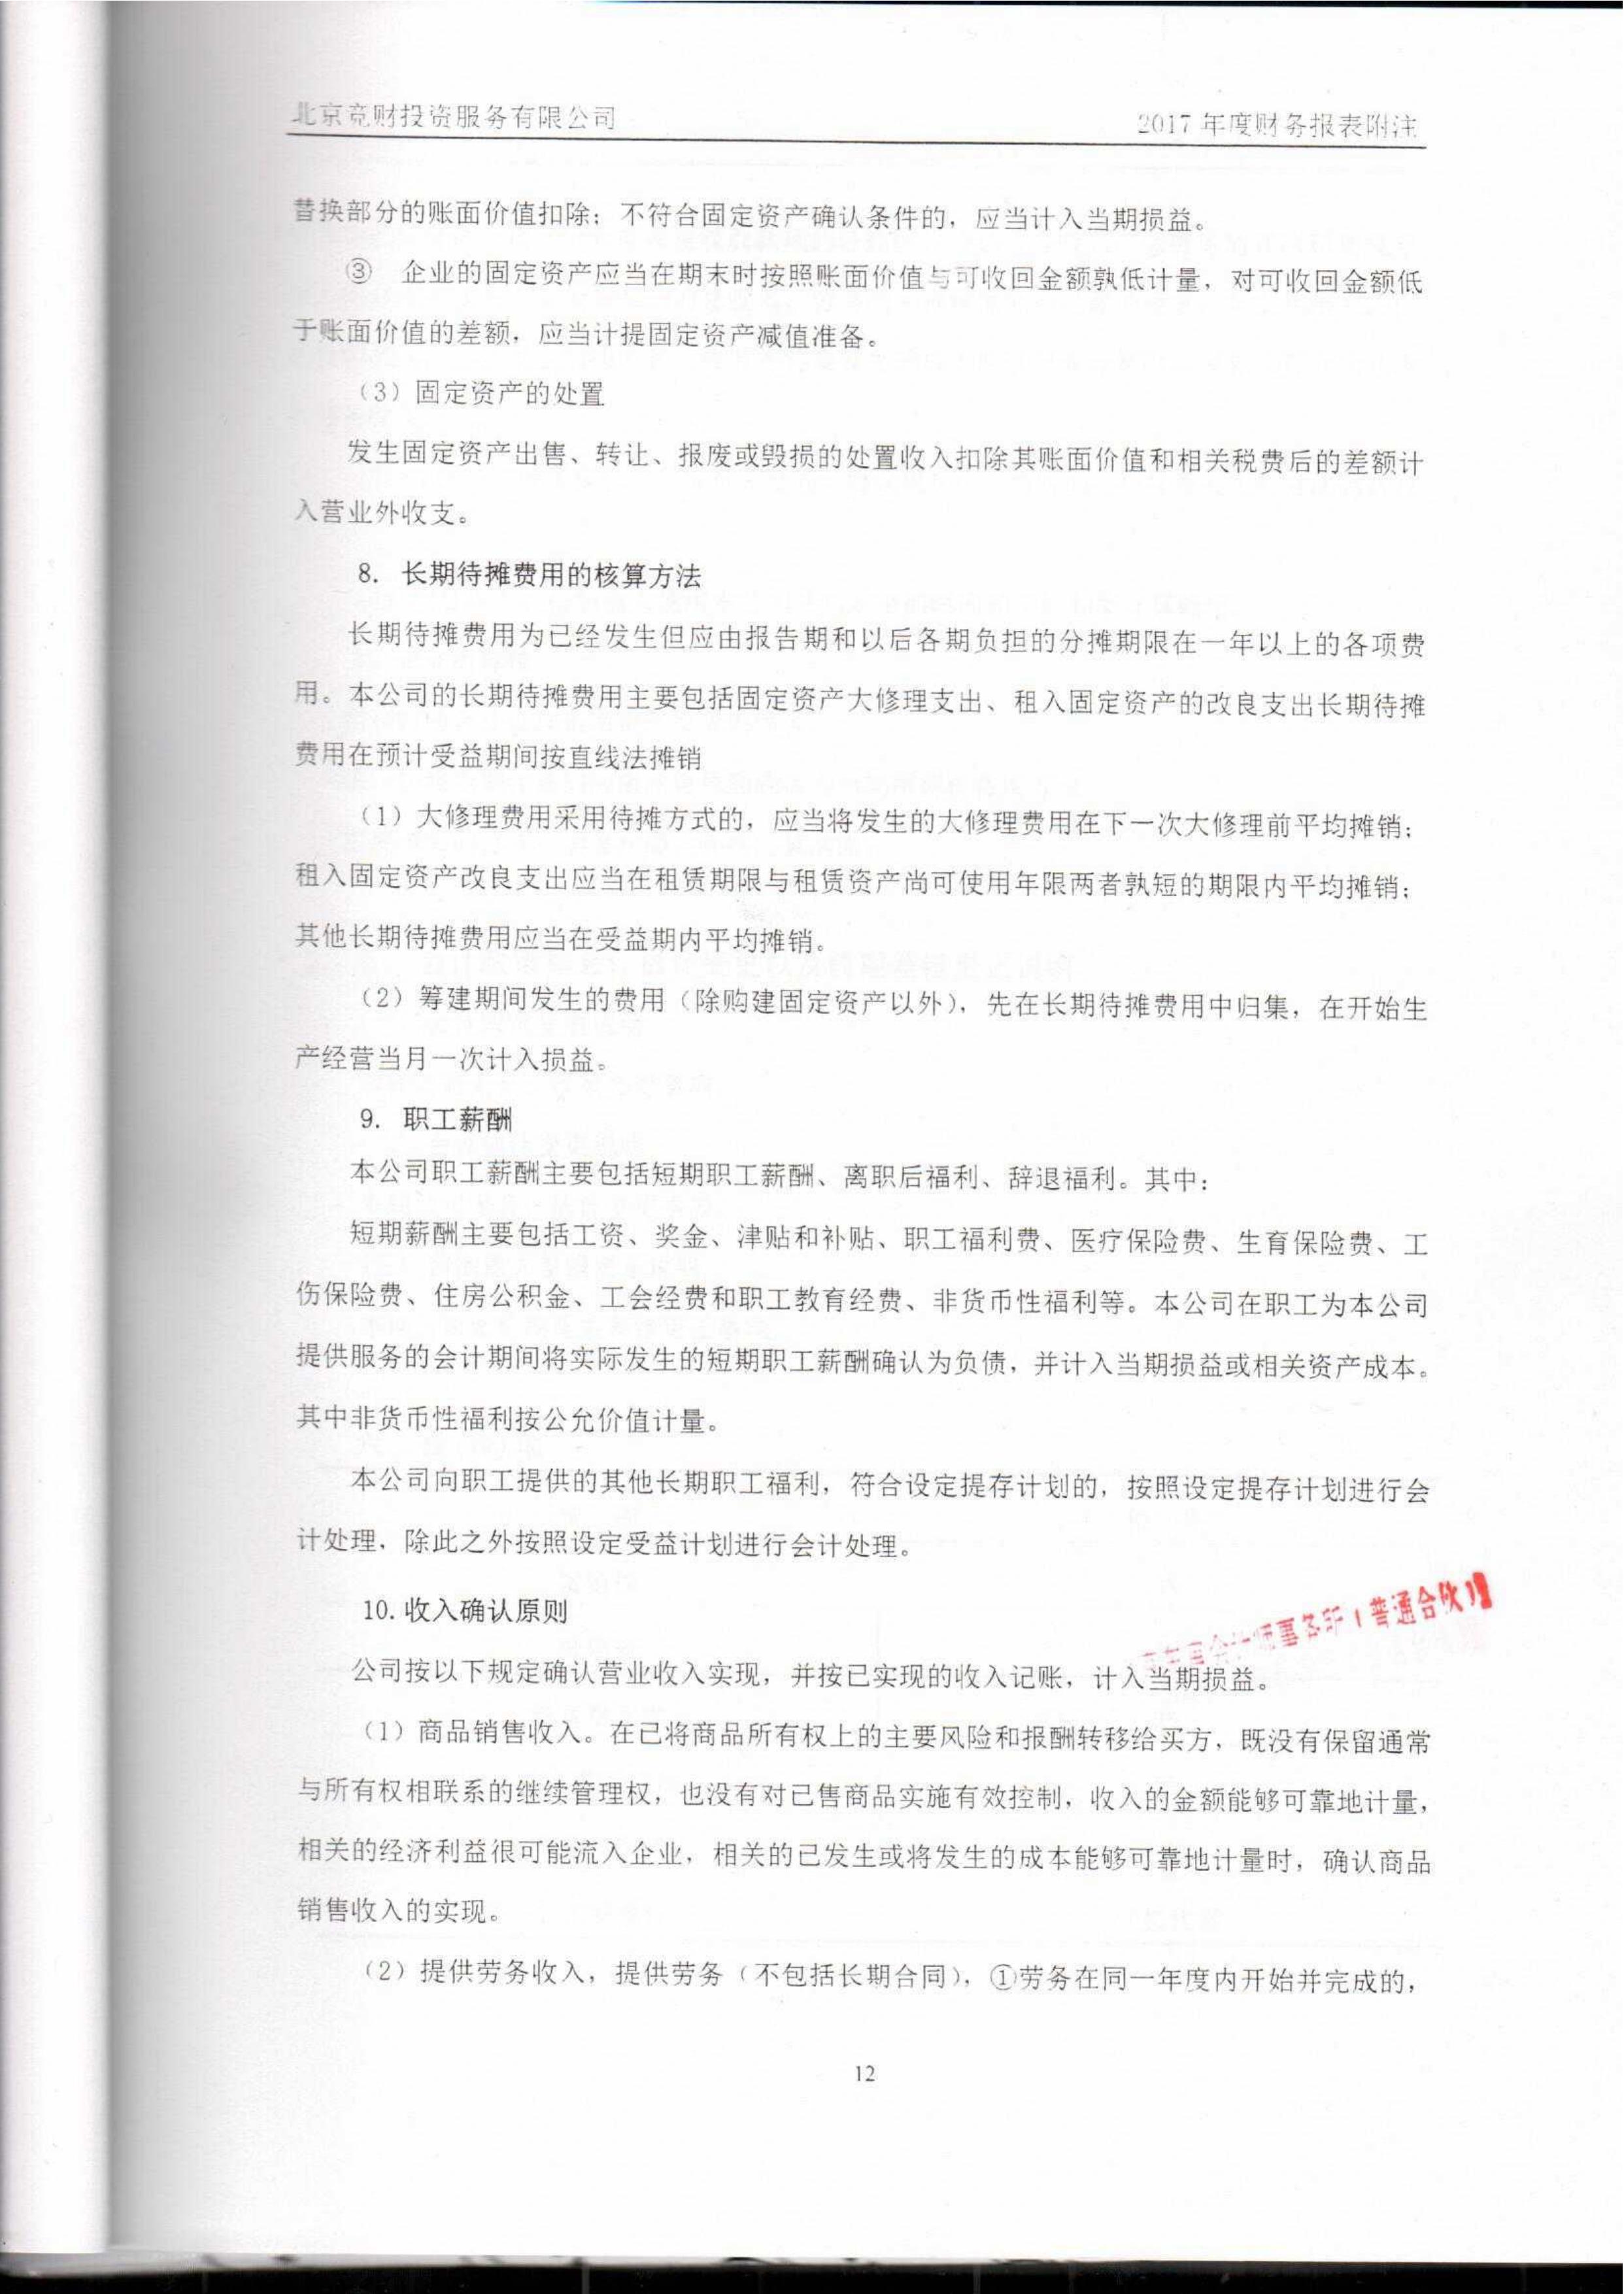 北京竞财投资服务有限公司
2017 年度财务报表附注
替换部分的账面价值扣除；不符合固定资产确认条件的，应当计入当期损益。
③ 企业的固定资产应当在期末时按照账面价值与可收回金额孰低计量，对可收回金额低
于账面价值的差额，应当计提固定资产减值准备。
（3）固定资产的处置
发生固定资产出售、转让、报废或毁损的处置收入扣除其账面价值和相关税费后的差额计
入营业外收支。
8．长期待摊费用的核算方法
长期待摊费用为已经发生但应由报告期和以后各期负担的分摊期限在一年以上的各项费
用。本公司的长期待摊费用主要包括固定资产大修理支出、租入固定资产的改良支出长期待摊
费用在预计受益期间按直线法摊销
（1）大修理费用采用待摊方式的，应当将发生的大修理费用在下一次大修理前平均摊销；
租入固定资产改良支出应当在租赁期限与租赁资产尚可使用年限两者孰短的期限内平均摊销；
其他长期待摊费用应当在受益期内平均摊销。
（2）筹建期间发生的费用（除购建固定资产以外），先在长期待摊费用中归集，在开始生
产经营当月一次计入损益。
9．职工薪酬
本公司职工薪酬主要包括短期职工薪酬、离职后福利、辞退福利。其中：
短期薪酬主要包括工资、奖金、津贴和补贴、职工福利费、医疗保险费、生育保险费、工
伤保险费、住房公积金、工会经费和职工教育经费、非货币性福利等。本公司在职工为本公司
提供服务的会计期间将实际发生的短期职工薪酬确认为负债，并计入当期损益或相关资产成本。
其中非货币性福利按公允价值计量。
本公司向职工提供的其他长期职工福利，符合设定提存计划的，按照设定提存计划进行会
计处理，除此之外按照设定受益计划进行会计处理。
10.收入确认原则
会计师事务所（普通合伙）
公司按以下规定确认营业收入实现，并按已实现的收入记账，计入当期损益。
（1）商品销售收入。在已将商品所有权上的主要风险和报酬转移给买方，既没有保留通常
与所有权相联系的继续管理权，也没有对已售商品实施有效控制，收入的金额能够可靠地计量，
相关的经济利益很可能流入企业，相关的已发生或将发生的成本能够可靠地计量时，确认商品
销售收入的实现。
（2）提供劳务收入，提供劳务（不包括长期合同），①劳务在同一年度内开始并完成的，
12